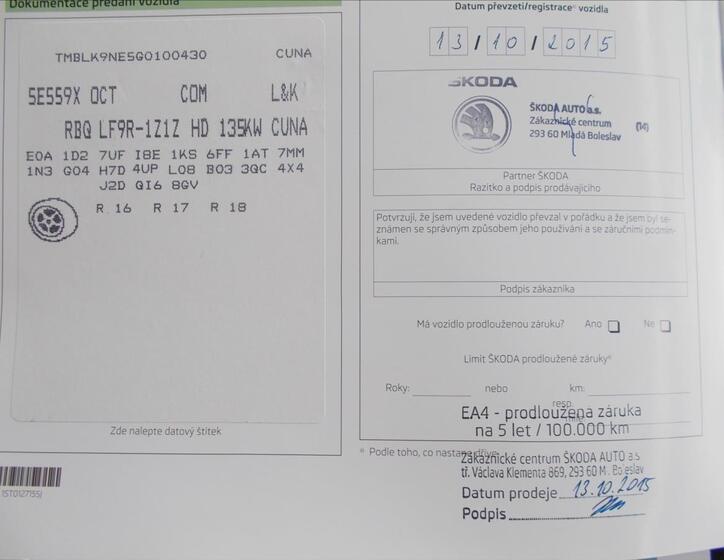 Dokumentace předání vozidla
TMBLK9NE5G0100430 CUNA
5E559X OCT COM L&K
RBQ LF9R-1Z1Z HD 135KW CUNA
E0A 1D2 7UF I8E 1KS 6FF 1AT 7MM
1N3 G04 H7D 4UP L08 B03 3QC 4X4
J2D QI6 8GV
R 16 R 17 R 18
Zde nalepte datový štítek
Datum převzetí/registrace* vozidla
13/10/2015
ŠKODA
ŠKODA AUTO a.s.
Zákaznické centrum
293 60 Mladá Boleslav
(14)
Partner ŠKODA
Razítko a podpis prodávajícího
Potvrzuji, že jsem uvedené vozidlo převzal v pořádku a že jsem byl se-
známen se správným způsobem jeho používání a se záručními podmín-
kami.
Podpis zákazníka
Má vozidlo prodlouženou záruku? Ano Ne
Limit ŠKODA prodloužené záruky*
Roky: nebo km:
resp.
EA4 - prodloužená záruka
na 5 let / 100.000 km
* Podle toho, co nastane dříve.
Zákaznické centrum ŠKODA AUTO a.s
tř. Václava Klementa 869, 293 60 M. Boleslav
Datum prodeje 13.10.2015
Podpis